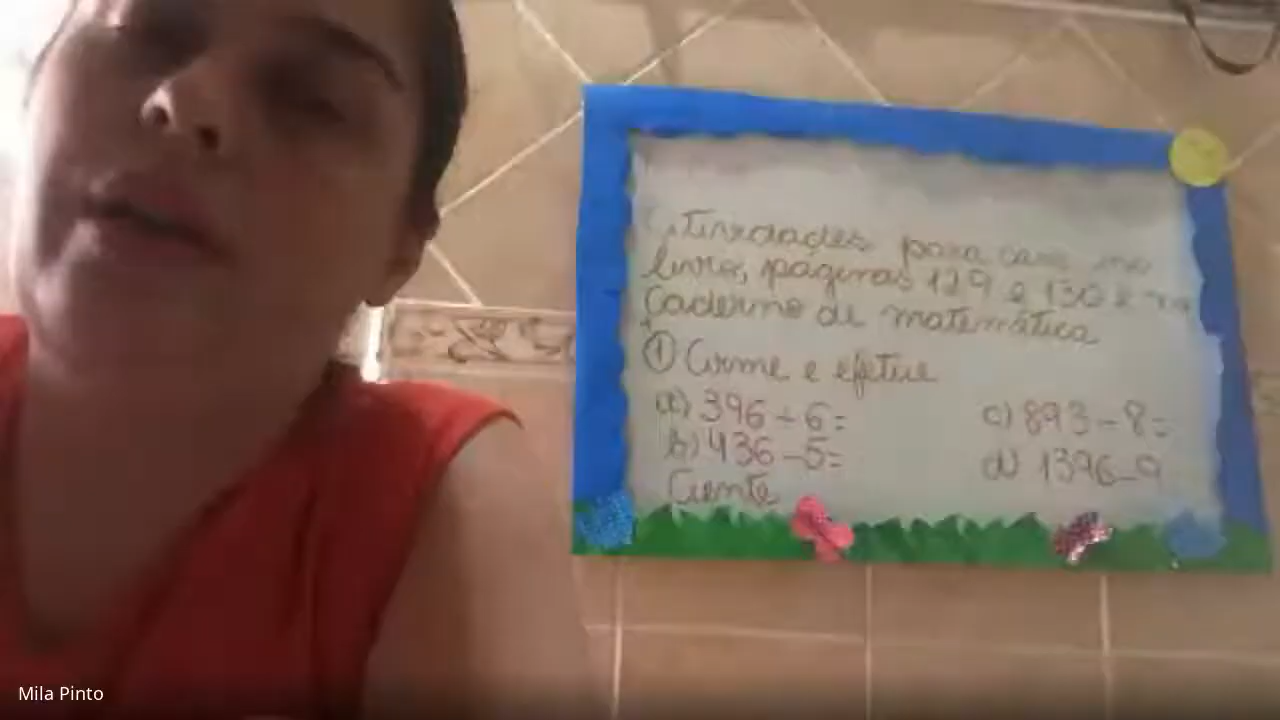 Atividades para casa no
livro, páginas 129 e 130 e no
caderno de matemática
① Arme e efetue
a) 396 ÷ 6 =
b) 436 ÷ 5 =
c) 893 ÷ 8 =
d) 1396 ÷ 9
Ciente
Mila Pinto